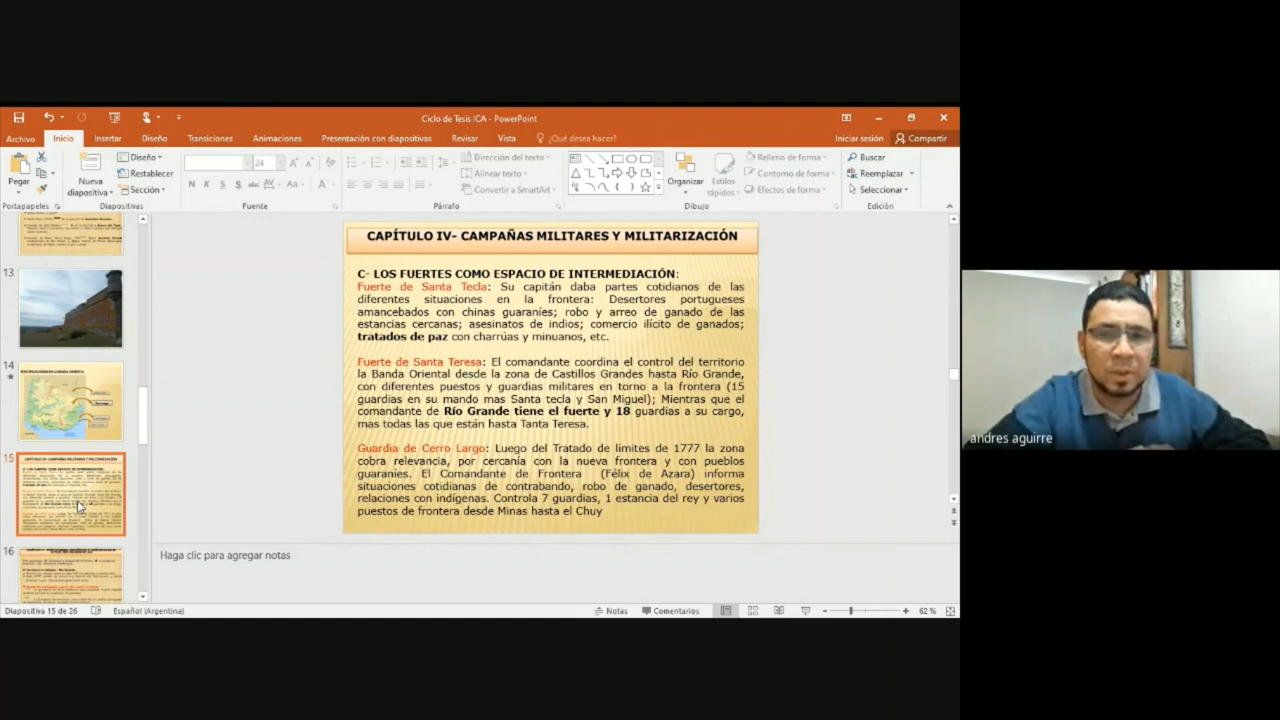 Ciclo de Tesis ICA - PowerPoint
Archivo Inicio Insertar Diseño Transiciones Animaciones Presentación con diapositivas Revisar Vista ¿Qué desea hacer? Iniciar sesión Compartir
Pegar
Nueva diapositiva
Diseño
Restablecer
Sección
24
N K S S abc AV Aa A
Dirección del texto
Alinear texto
Convertir a SmartArt
Organizar
Estilos rápidos
Relleno de forma
Contorno de forma
Efectos de forma
Buscar
Reemplazar
Seleccionar
Portapapeles Diapositivas Fuente Párrafo Dibujo Edición
13
14
15
16
CAPÍTULO IV- CAMPAÑAS MILITARES Y MILITARIZACIÓN
C- LOS FUERTES COMO ESPACIO DE INTERMEDIACIÓN:
Fuerte de Santa Tecla: Su capitán daba partes cotidianos de las
diferentes situaciones en la frontera: Desertores portugueses
amancebados con chinas guaraníes; robo y arreo de ganado de las
estancias cercanas; asesinatos de indios; comercio ilícito de ganados;
tratados de paz con charrúas y minuanos, etc.
Fuerte de Santa Teresa: El comandante coordina el control del territorio
la Banda Oriental desde la zona de Castillos Grandes hasta Río Grande,
con diferentes puestos y guardias militares en torno a la frontera (15
guardias en su mando mas Santa tecla y San Miguel); Mientras que el
comandante de Río Grande tiene el fuerte y 18 guardias a su cargo,
mas todas las que están hasta Tanta Teresa.
Guardia de Cerro Largo: Luego del Tratado de limites de 1777 la zona
cobra relevancia, por cercanía con la nueva frontera y con pueblos
guaraníes. El Comandante de Frontera (Félix de Azara) informa
situaciones cotidianas de contrabando, robo de ganado, desertores,
relaciones con indígenas. Controla 7 guardias, 1 estancia del rey y varios
puestos de frontera desde Minas hasta el Chuy
Haga clic para agregar notas
Diapositiva 15 de 26 Español (Argentina) Notas Comentarios 62 %
andres aguirre